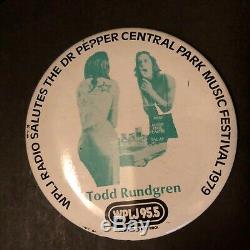 WPLJ RADIO SALUTES THE DR PEPPER CENTRAL PARK MUSIC FESTIVAL 1979
Todd Rundgren
WPLJ 95.5